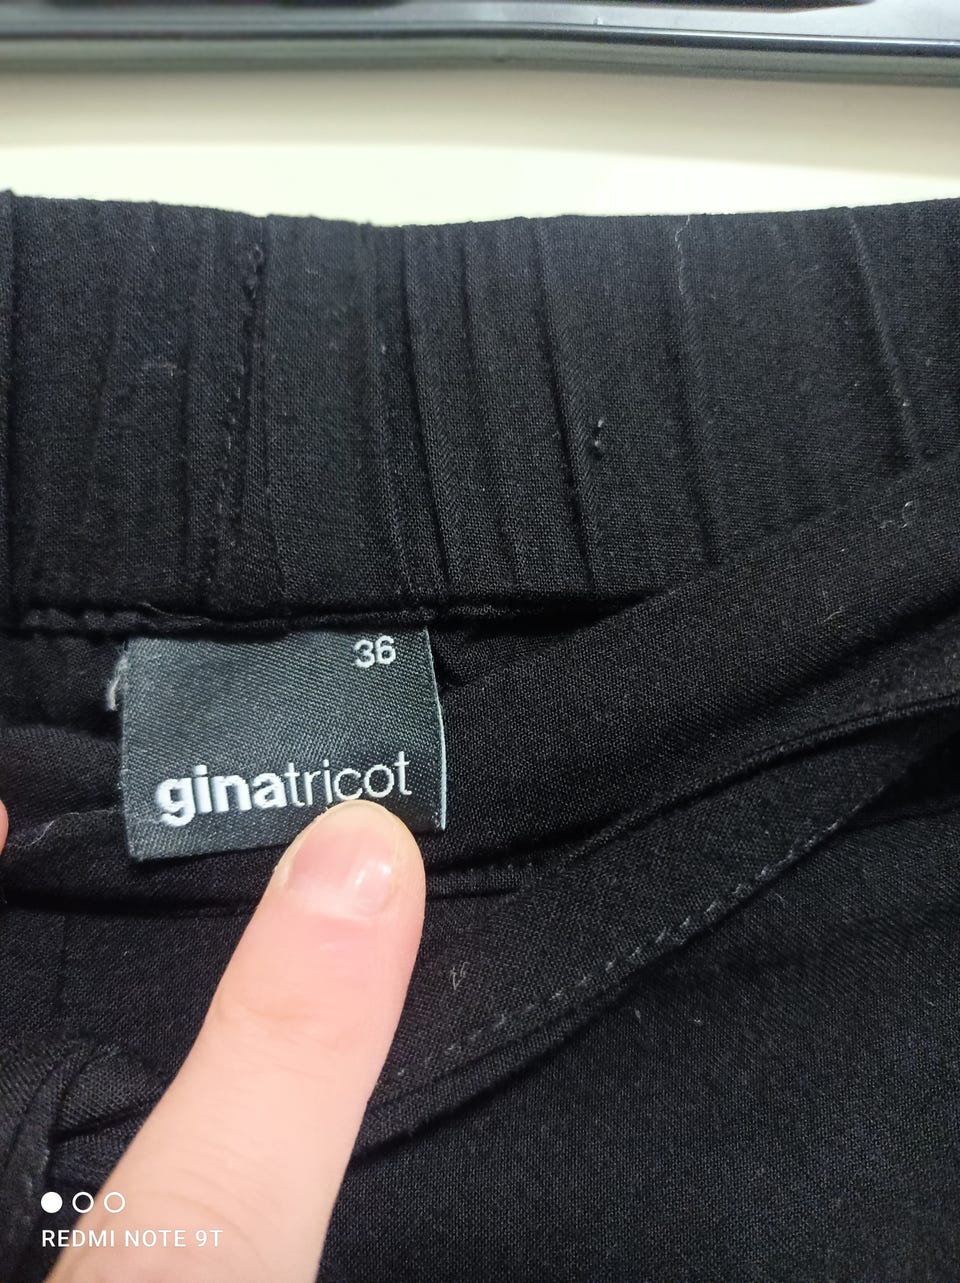 36
ginatricot
REDMI NOTE 9T